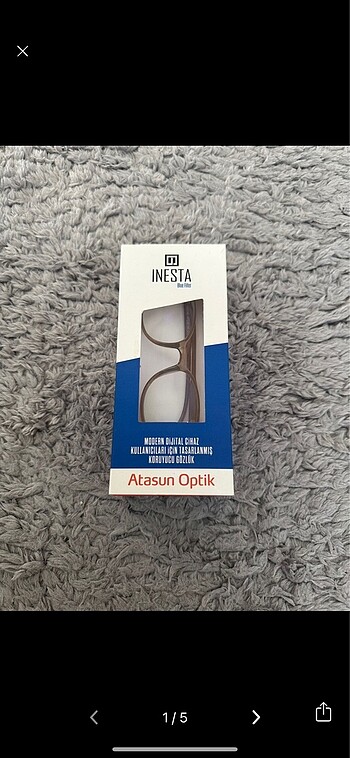 INESTA
Blue Filter
MODERN DİJİTAL CİHAZ
KULLANICILARI İÇİN TASARLANMIŞ
KORUYUCU GÖZLÜK
Atasun Optik
1/5